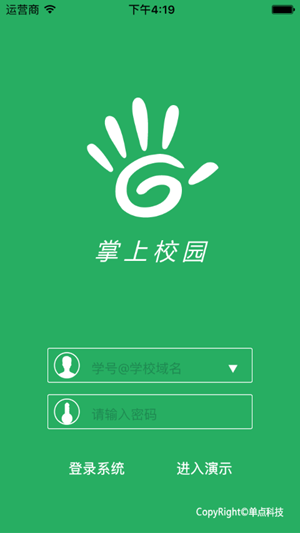 运营商 下午4:19
掌上校园
学号@学校域名
请输入密码
登录系统 进入演示
CopyRight©单点科技